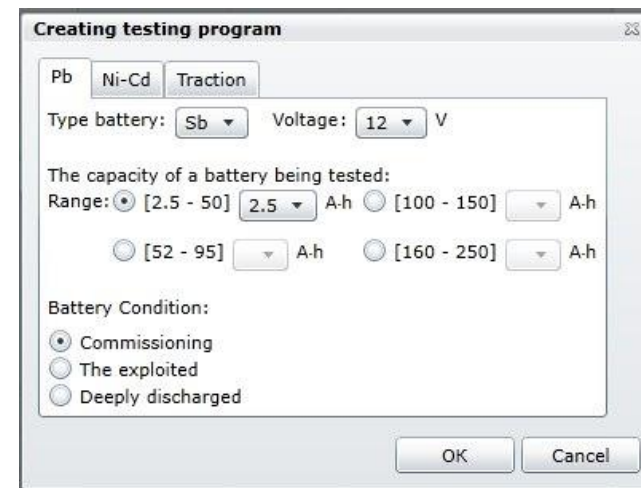 Creating testing program
Pb Ni-Cd Traction
Type battery: Sb Voltage: 12 V
The capacity of a battery being tested:
Range: [2.5 - 50] 2.5 A·h [100 - 150] A·h
[52 - 95] A·h [160 - 250] A·h
Battery Condition:
Commissioning
The exploited
Deeply discharged
OK Cancel